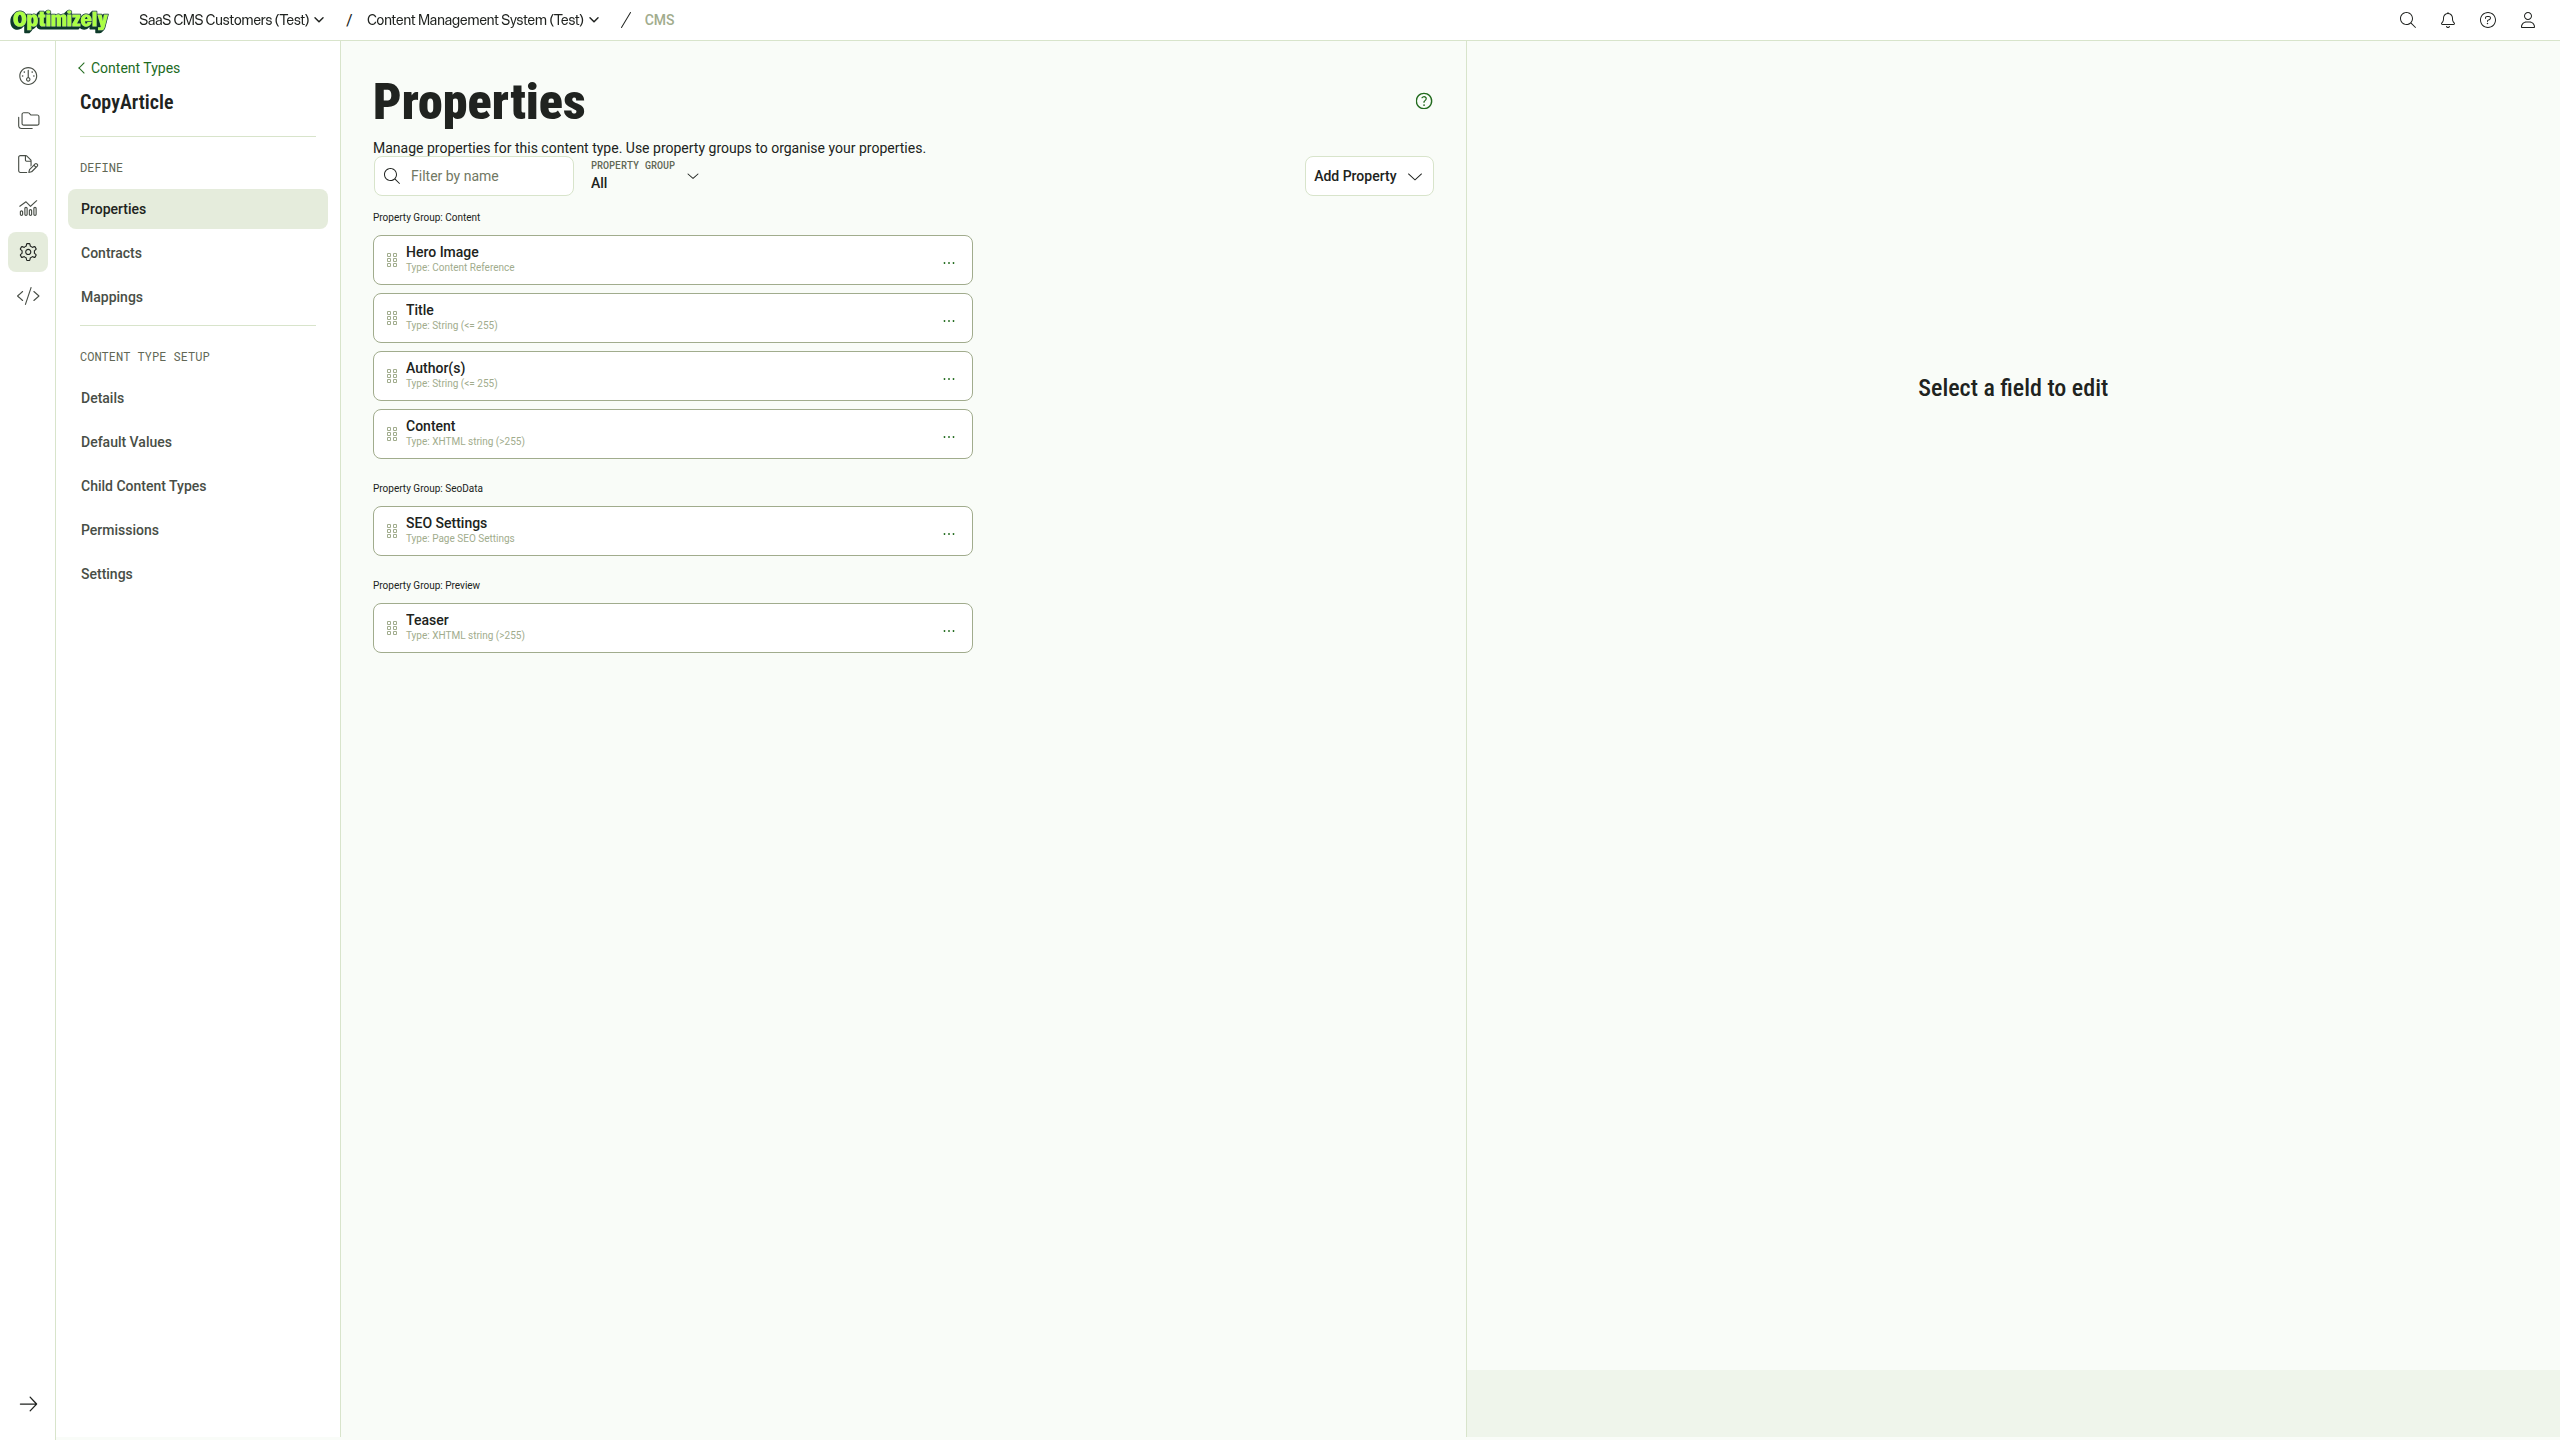 Optimizely SaaS CMS Customers (Test) / Content Management System (Test) / CMS
Content Types
CopyArticle
DEFINE
Properties
Contracts
Mappings
CONTENT TYPE SETUP
Details
Default Values
Child Content Types
Permissions
Settings
Properties
Manage properties for this content type. Use property groups to organise your properties.
Filter by name
PROPERTY GROUP
All
Add Property
Property Group: Content
Hero Image
Type: Content Reference
Title
Type: String (<= 255)
Author(s)
Type: String (<= 255)
Content
Type: XHTML string (>255)
Property Group: SeoData
SEO Settings
Type: Page SEO Settings
Property Group: Preview
Teaser
Type: XHTML string (>255)
Select a field to edit